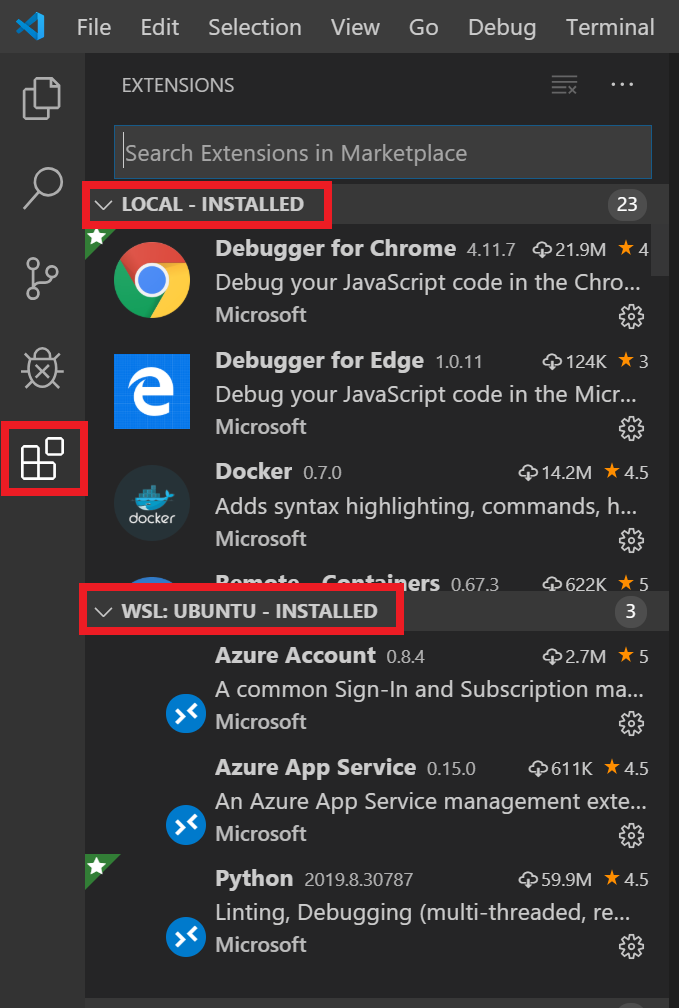 File Edit Selection View Go Debug Terminal
EXTENSIONS
Search Extensions in Marketplace
LOCAL - INSTALLED 23
Debugger for Chrome 4.11.7 21.9M 4
Debug your JavaScript code in the Chro...
Microsoft
Debugger for Edge 1.0.11 124K 3
Debug your JavaScript code in the Micr...
Microsoft
Docker 0.7.0 14.2M 4.5
docker
Adds syntax highlighting, commands, h...
Microsoft
Remote - Containers 0.67.3 622K 5
WSL: UBUNTU - INSTALLED 3
Azure Account 0.8.4 2.7M 5
A common Sign-In and Subscription ma...
Microsoft
Azure App Service 0.15.0 611K 4.5
An Azure App Service management exte...
Microsoft
Python 2019.8.30787 59.9M 4.5
Linting, Debugging (multi-threaded, re...
Microsoft